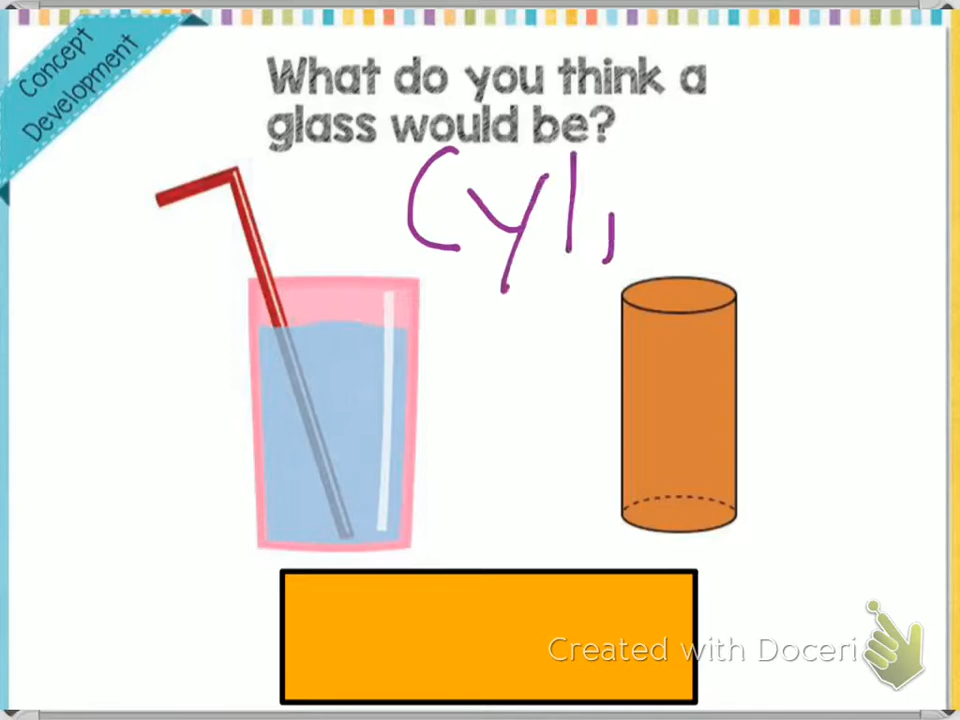 Concept
Development
What do you think a
glass would be?
Cyl,
Created with Doceri